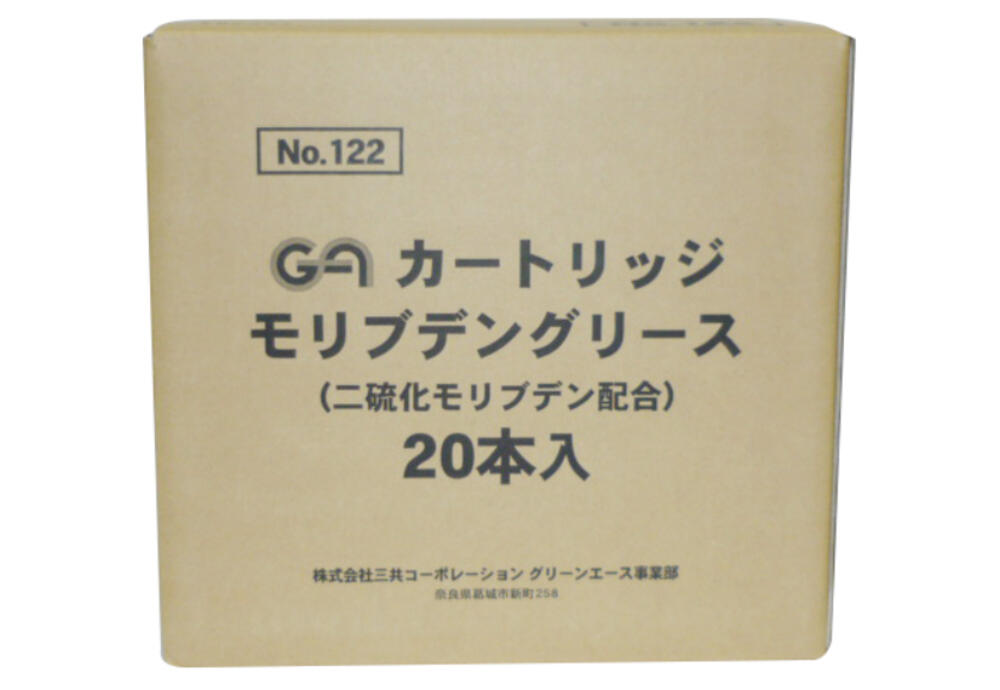 No.122
GA カートリッジ
モリブデングリース
(二硫化モリブデン配合)
20本入
株式会社三共コーポレーション グリーンエース事業部
奈良県葛城市新町258